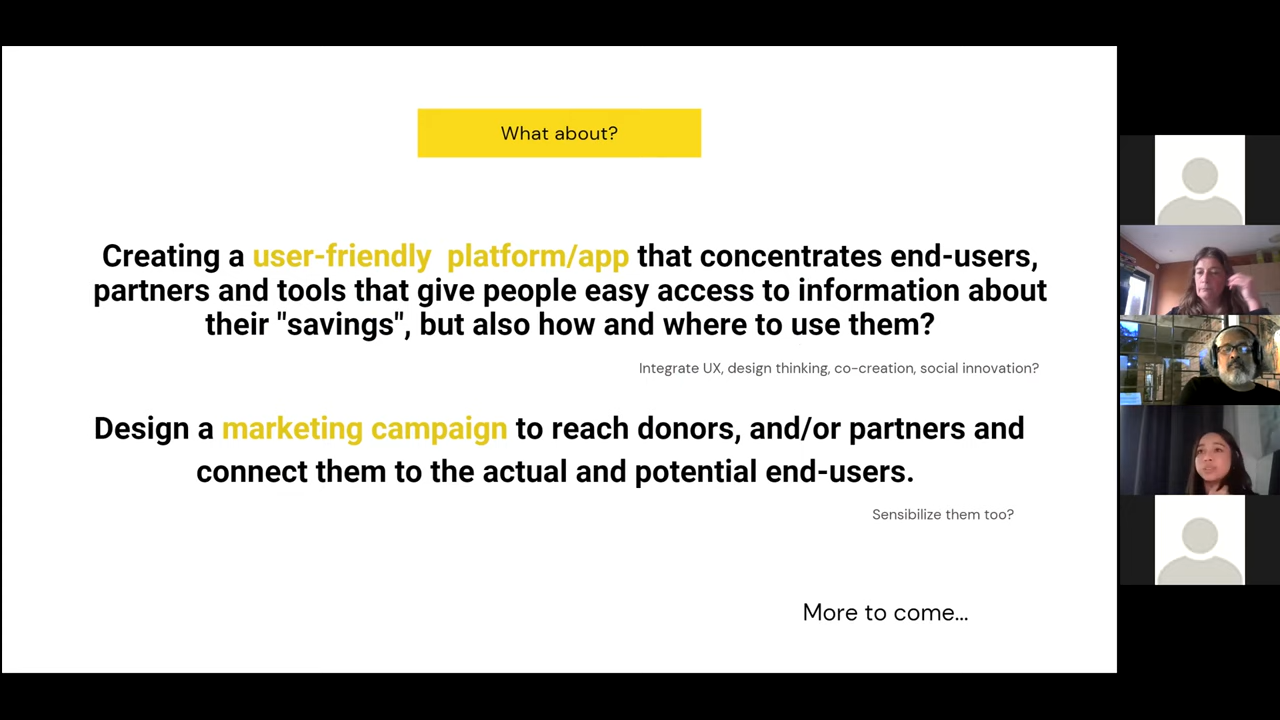 What about?
Creating a user-friendly platform/app that concentrates end-users,
partners and tools that give people easy access to information about
their "savings", but also how and where to use them?
Integrate UX, design thinking, co-creation, social innovation?
Design a marketing campaign to reach donors, and/or partners and
connect them to the actual and potential end-users.
Sensibilize them too?
More to come...